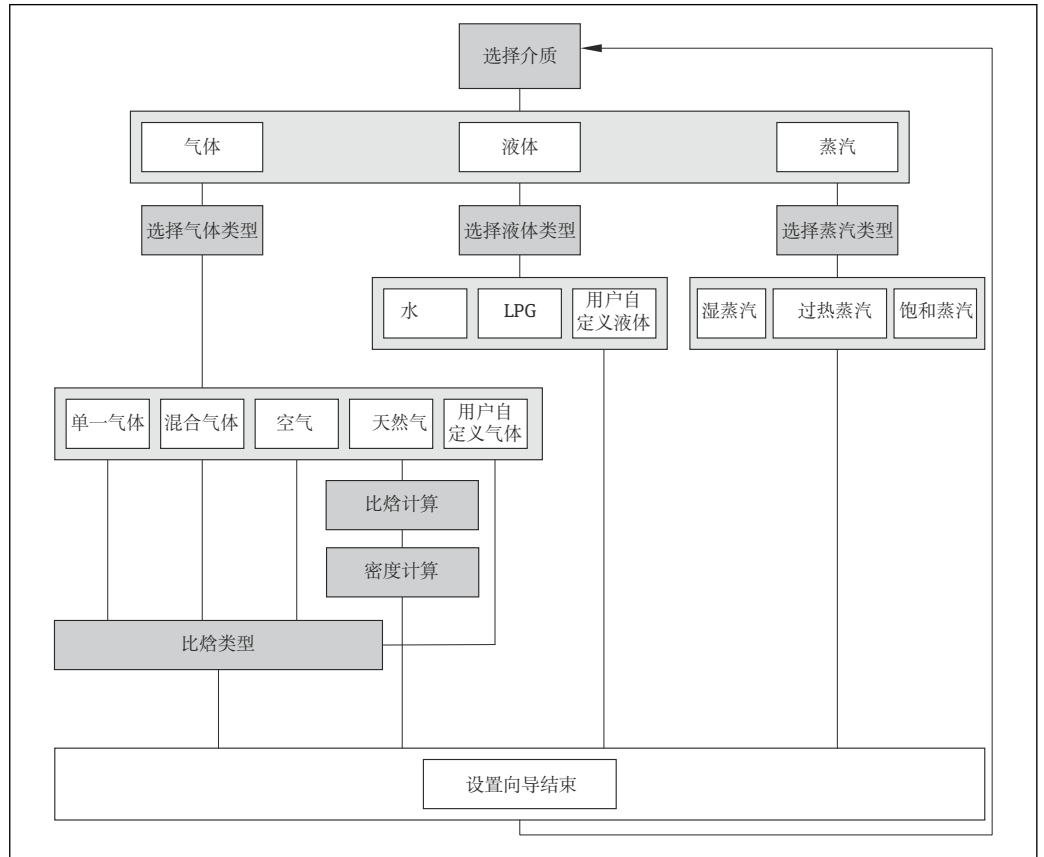 选择介质
气体
液体
蒸汽
选择气体类型
选择液体类型
选择蒸汽类型
水
LPG
用户自
定义液体
湿蒸汽
过热蒸汽
饱和蒸汽
单一气体
混合气体
空气
天然气
用户自
定义气体
比焓计算
密度计算
比焓类型
设置向导结束